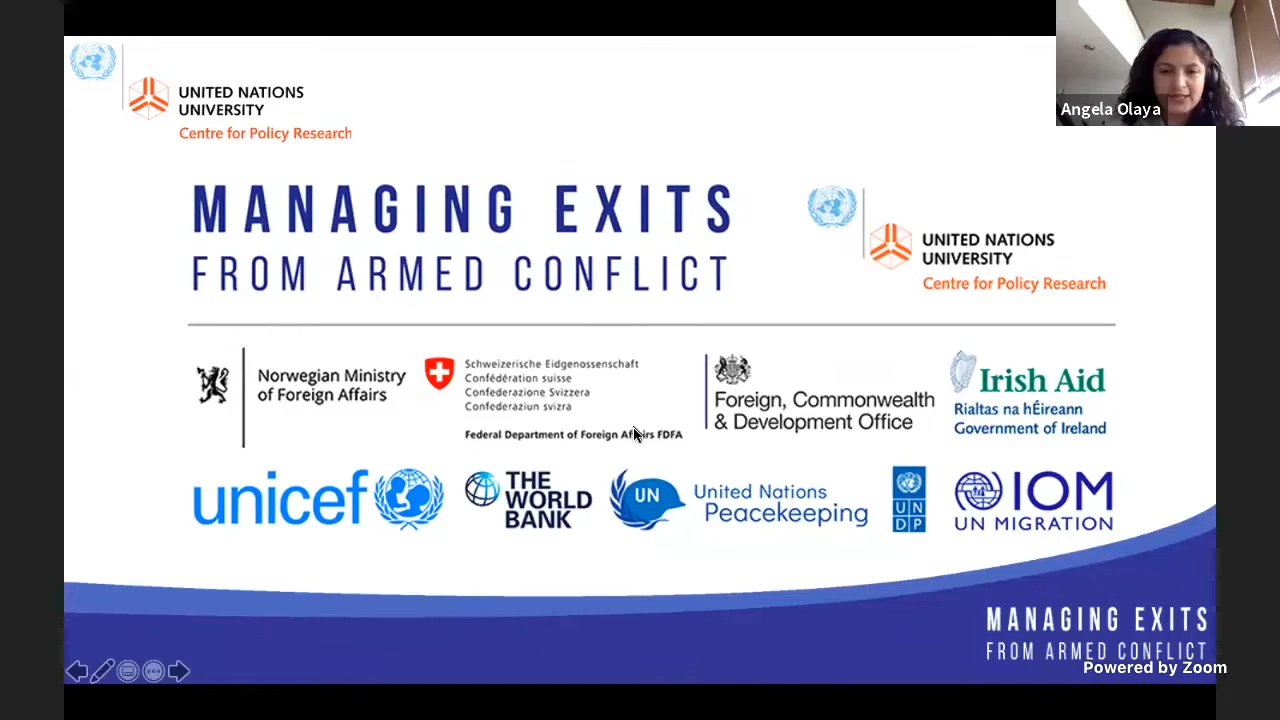 UNITED NATIONS
UNIVERSITY
Centre for Policy Research
Angela Olaya
MANAGING EXITS
FROM ARMED CONFLICT
UNITED NATIONS
UNIVERSITY
Centre for Policy Research
Norwegian Ministry
of Foreign Affairs
Schweizerische Eidgenossenschaft
Confédération suisse
Confederazione Svizzera
Confederaziun svizra
Federal Department of Foreign Affairs FDFA
Foreign, Commonwealth
& Development Office
Irish Aid
Rialtas na hÉireann
Government of Ireland
unicef
THE
WORLD
BANK
UN
United Nations
Peacekeeping
UN
DP
IOM
UN MIGRATION
MANAGING EXITS
FROM ARMED CONFLICT
Powered by Zoom